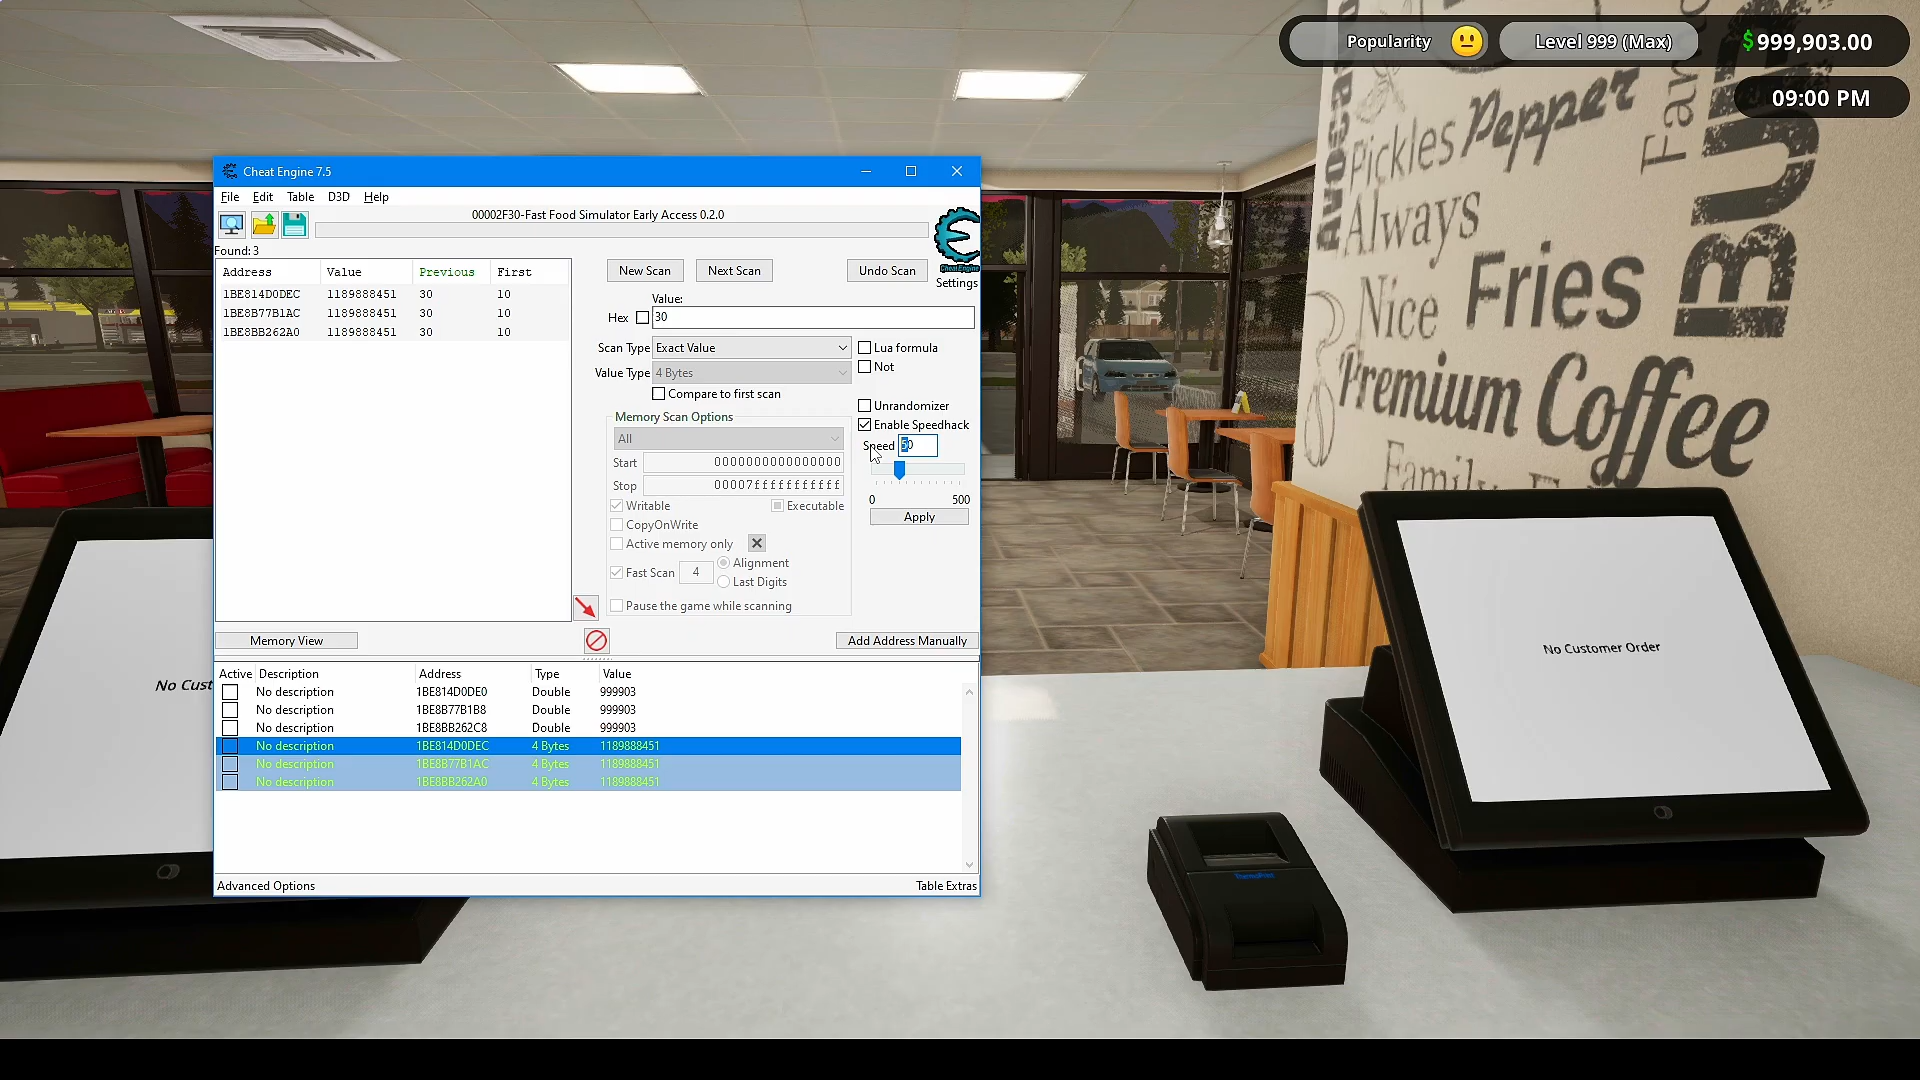 Popularity
Level 999 (Max)
$999,903.00
09:00 PM
Cheat Engine 7.5
File Edit Table D3D Help
00002F30-Fast Food Simulator Early Access 0.2.0
Found: 3
Address Value Previous First
1BE814D0DEC 1189888451 30 10
1BE8B77B1AC 1189888451 30 10
1BE8BB262A0 1189888451 30 10
New Scan Next Scan Undo Scan
Cheat Engine
Settings
Value:
Hex 30
Scan Type Exact Value
Lua formula
Value Type 4 Bytes
Not
Compare to first scan
Unrandomizer
Memory Scan Options
Enable Speedhack
All
Speed 50
Start 0000000000000000
Stop 00007fffffffffff
0 500
Writable Executable
Apply
CopyOnWrite
Active memory only
Fast Scan 4
Alignment
Last Digits
Pause the game while scanning
Memory View
Add Address Manually
Active Description Address Type Value
No description 1BE814D0DE0 Double 999903
No description 1BE8B77B1B8 Double 999903
No description 1BE8BB262C8 Double 999903
No description 1BE814D0DEC 4 Bytes 1189888451
No description 1BE8B77B1AC 4 Bytes 1189888451
No description 1BE8BB262A0 4 Bytes 1189888451
Advanced Options
Table Extras
No Cust
Pickles
Pepper
Always
Nice
Fries
Premium Coffee
Family
No Customer Order